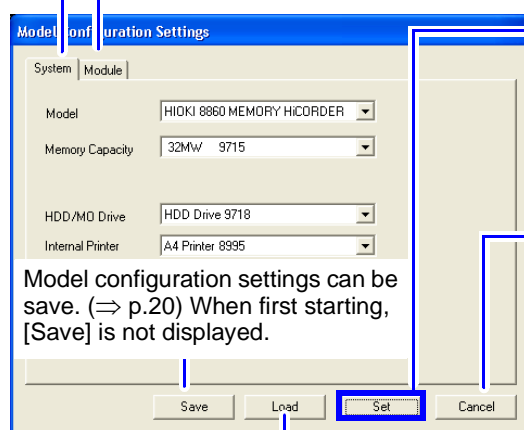 Model Configuration Settings
System Module
Model HIOKI 8860 MEMORY HiCORDER
Memory Capacity 32MW 9715
HDD/MO Drive HDD Drive 9718
Internal Printer A4 Printer 8995
Model configuration settings can be
save. (⇒ p.20) When first starting,
[Save] is not displayed.
Save Load Set Cancel